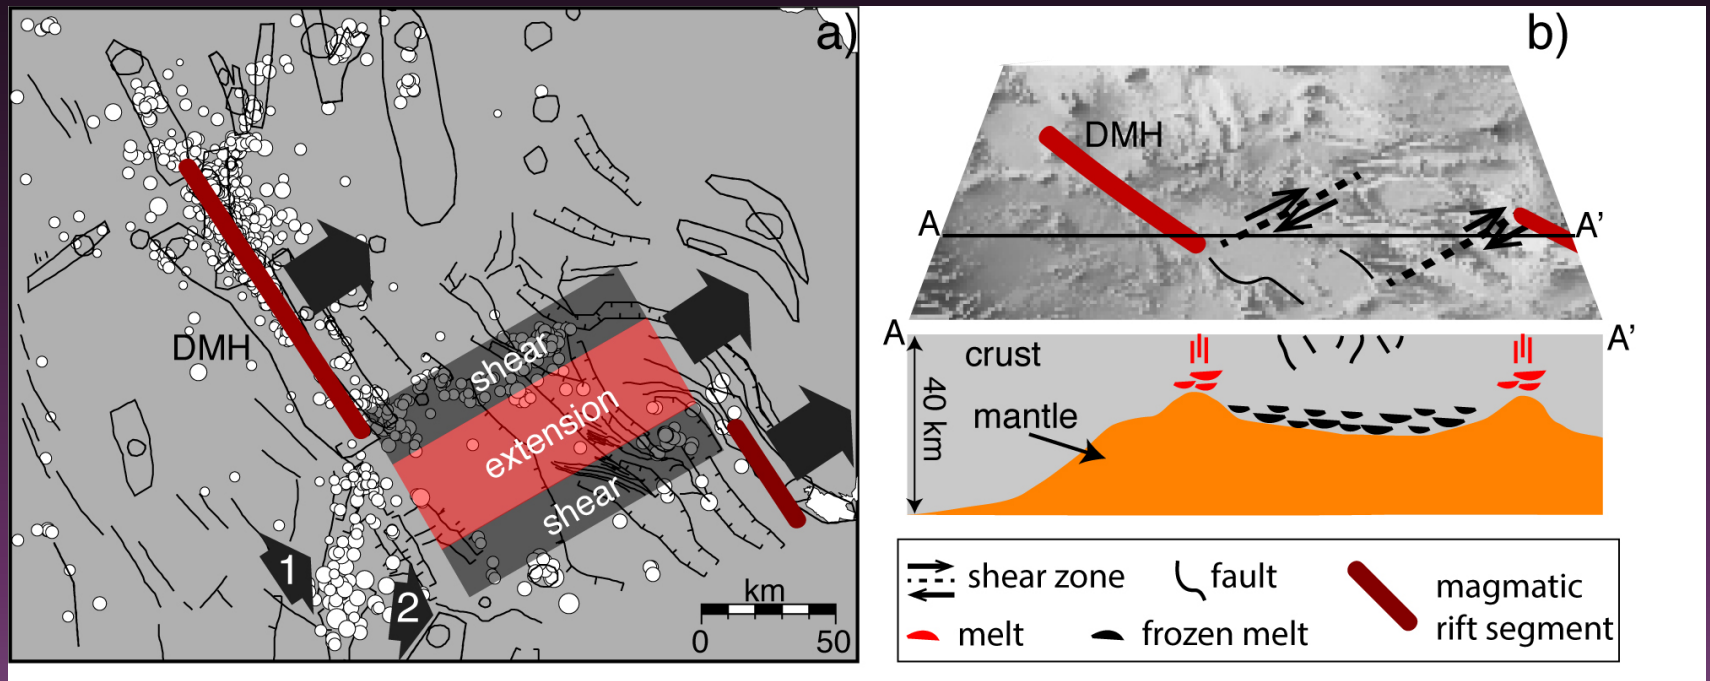 a)
DMH
shear
extension
shear
1
2
km
0 50
b)
DMH
A A'
A A'
crust
40 km
mantle
shear zone
fault
magmatic
rift segment
melt
frozen melt